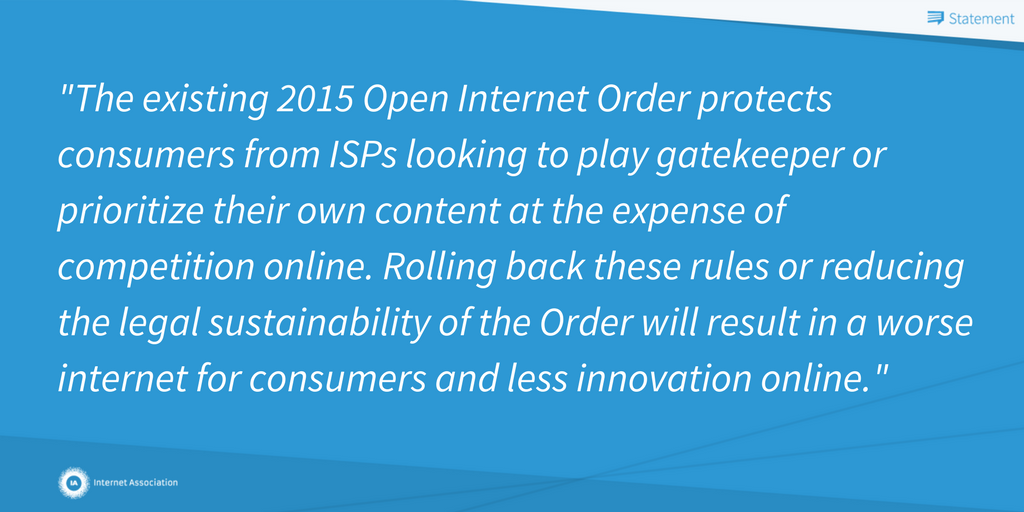 Statement
"The existing 2015 Open Internet Order protects
consumers from ISPs looking to play gatekeeper or
prioritize their own content at the expense of
competition online. Rolling back these rules or reducing
the legal sustainability of the Order will result in a worse
internet for consumers and less innovation online."
IA Internet Association